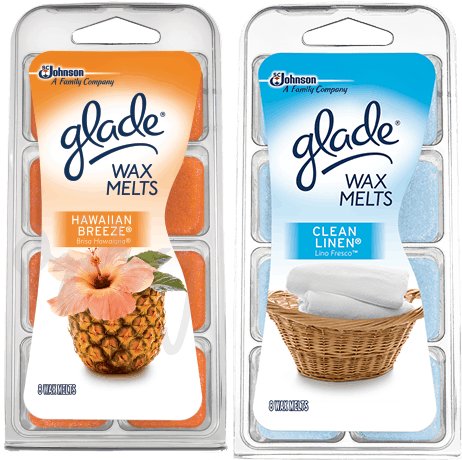 SC Johnson
A Family Company
glade®
WAX
MELTS
HAWAIIAN
BREEZE®
Brisa Hawaiana®
8 WAX MELTS
SC Johnson
A Family Company
glade®
WAX
MELTS
CLEAN
LINEN®
Lino Fresco™
8 WAX MELTS